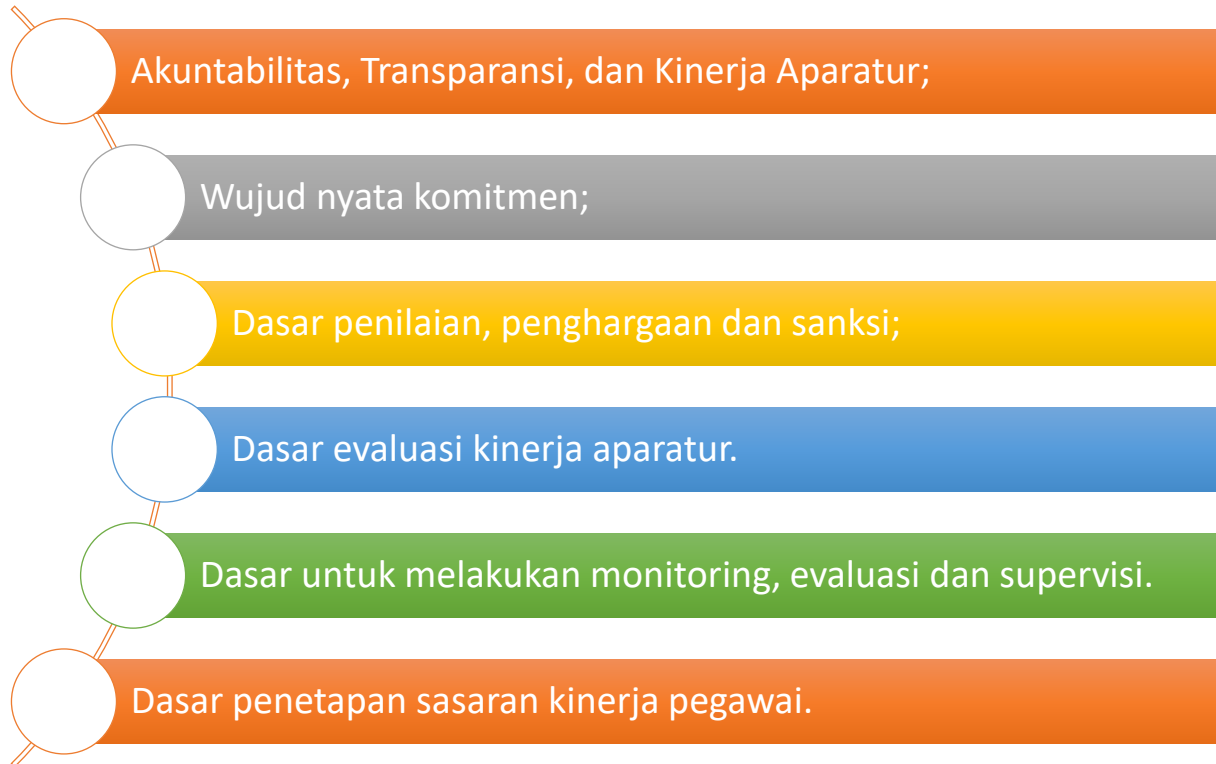 Akuntabilitas, Transparansi, dan Kinerja Aparatur;
Wujud nyata komitmen;
Dasar penilaian, penghargaan dan sanksi;
Dasar evaluasi kinerja aparatur.
Dasar untuk melakukan monitoring, evaluasi dan supervisi.
Dasar penetapan sasaran kinerja pegawai.